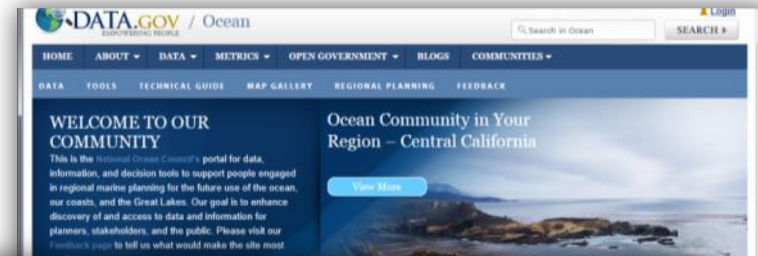 DATA.GOV / Ocean
EMPOWERING PEOPLE
Login
Search in Ocean
SEARCH
HOME ABOUT DATA METRICS OPEN GOVERNMENT BLOGS COMMUNITIES
DATA TOOLS TECHNICAL GUIDE MAP GALLERY REGIONAL PLANNING FEEDBACK
WELCOME TO OUR
COMMUNITY
This is the National Ocean Council's portal for data,
information, and decision tools to support people engaged
in regional marine planning for the future use of the ocean,
our coasts, and the Great Lakes. Our goal is to enhance
discovery of and access to data and information for
planners, stakeholders, and the public. Please visit our
Feedback page to tell us what would make the site most
Ocean Community in Your
Region – Central California
View More